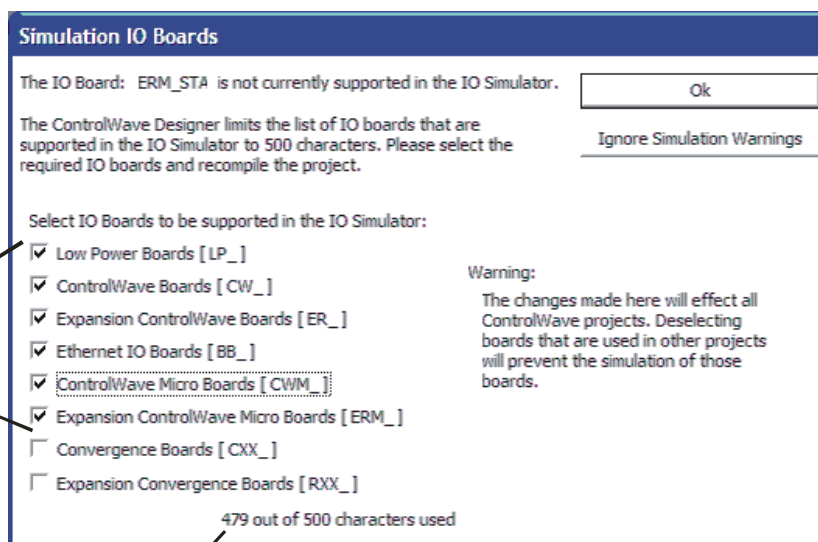 Simulation IO Boards
The IO Board: ERM_STA is not currently supported in the IO Simulator.
Ok
The ControlWave Designer limits the list of IO boards that are
supported in the IO Simulator to 500 characters. Please select the
required IO boards and recompile the project.
Ignore Simulation Warnings
Select IO Boards to be supported in the IO Simulator:
Low Power Boards [ LP_ ]
ControlWave Boards [ CW_ ]
Expansion ControlWave Boards [ ER_ ]
Ethernet IO Boards [ BB_ ]
ControlWave Micro Boards [ CWM_ ]
Expansion ControlWave Micro Boards [ ERM_ ]
Convergence Boards [ CXX_ ]
Expansion Convergence Boards [ RXX_ ]
Warning:
The changes made here will effect all
ControlWave projects. Deselecting
boards that are used in other projects
will prevent the simulation of those
boards.
479 out of 500 characters used